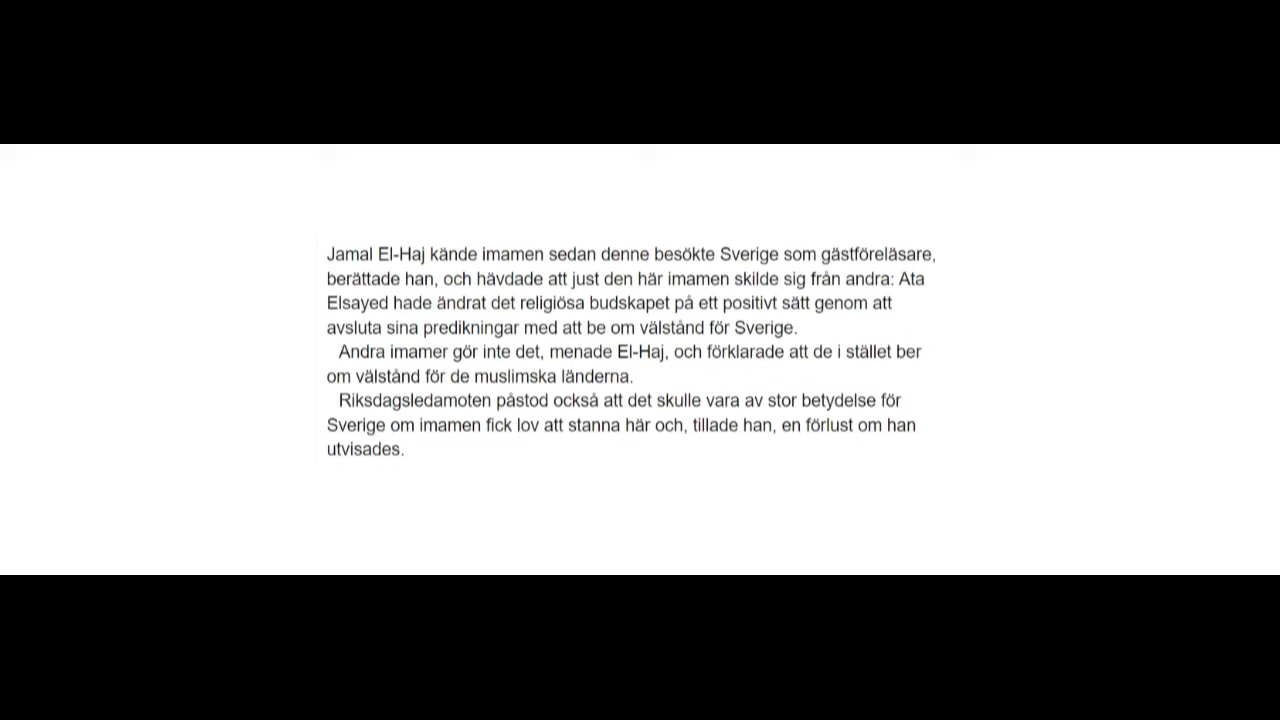 Jamal El-Haj kände imamen sedan denne besökte Sverige som gästföreläsare,
berättade han, och hävdade att just den här imamen skilde sig från andra: Ata
Elsayed hade ändrat det religiösa budskapet på ett positivt sätt genom att
avsluta sina predikningar med att be om välstånd för Sverige.
Andra imamer gör inte det, menade El-Haj, och förklarade att de i stället ber
om välstånd för de muslimska länderna.
Riksdagsledamoten påstod också att det skulle vara av stor betydelse för
Sverige om imamen fick lov att stanna här och, tillade han, en förlust om han
utvisades.